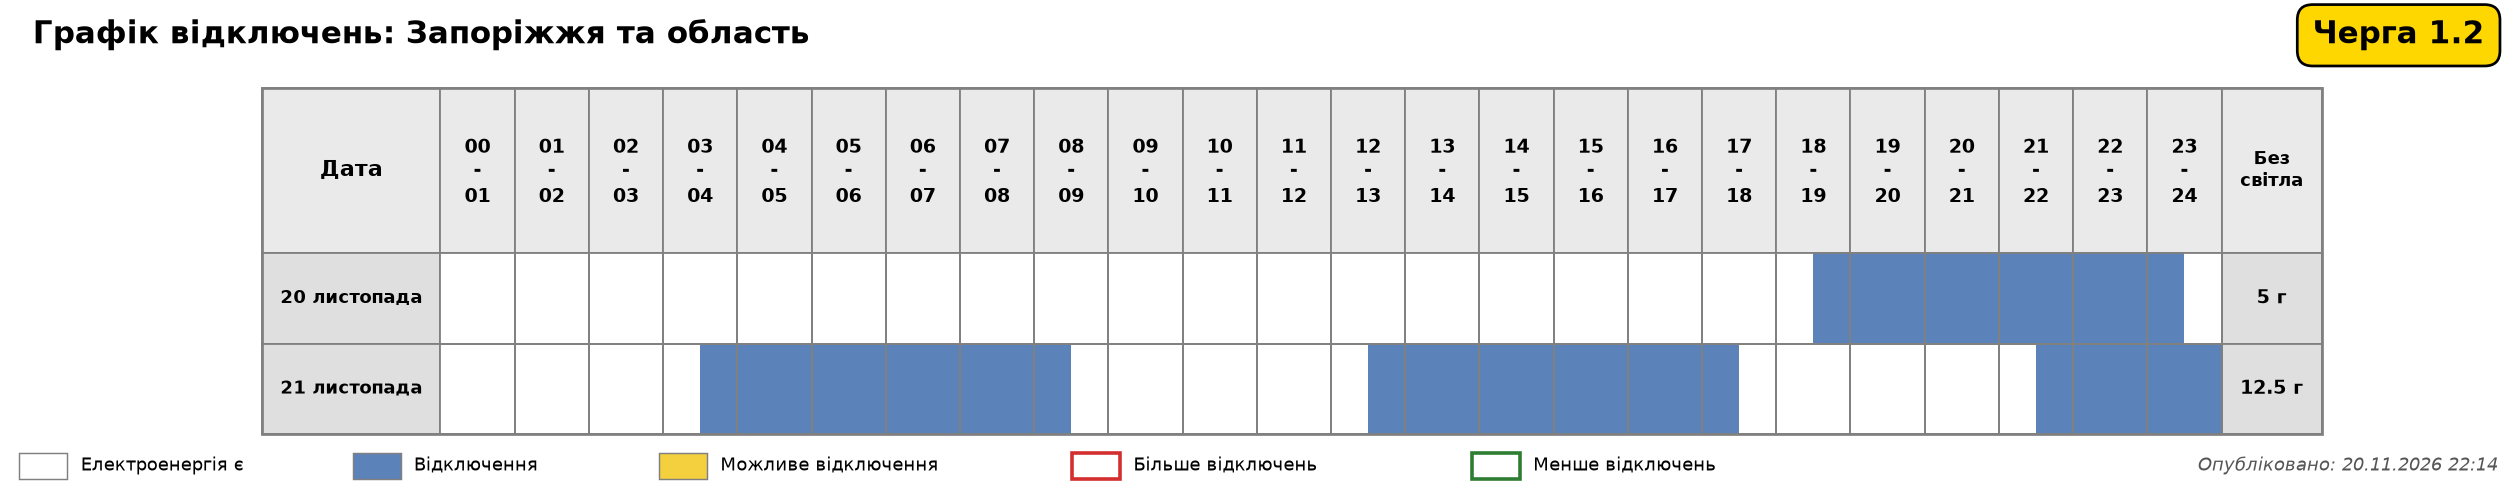 Графік відключень: Запоріжжя та область
Черга 1.2
Дата 00 - 01 01 - 02 02 - 03 03 - 04 04 - 05 05 - 06 06 - 07 07 - 08 08 - 09 09 - 10 10 - 11 11 - 12 12 - 13 13 - 14 14 - 15 15 - 16 16 - 17 17 - 18 18 - 19 19 - 20 20 - 21 21 - 22 22 - 23 23 - 24 Без світла
20 листопада 5 г
21 листопада 12.5 г
Електроенергія є Відключення Можливе відключення Більше відключень Менше відключень
Опубліковано: 20.11.2026 22:14